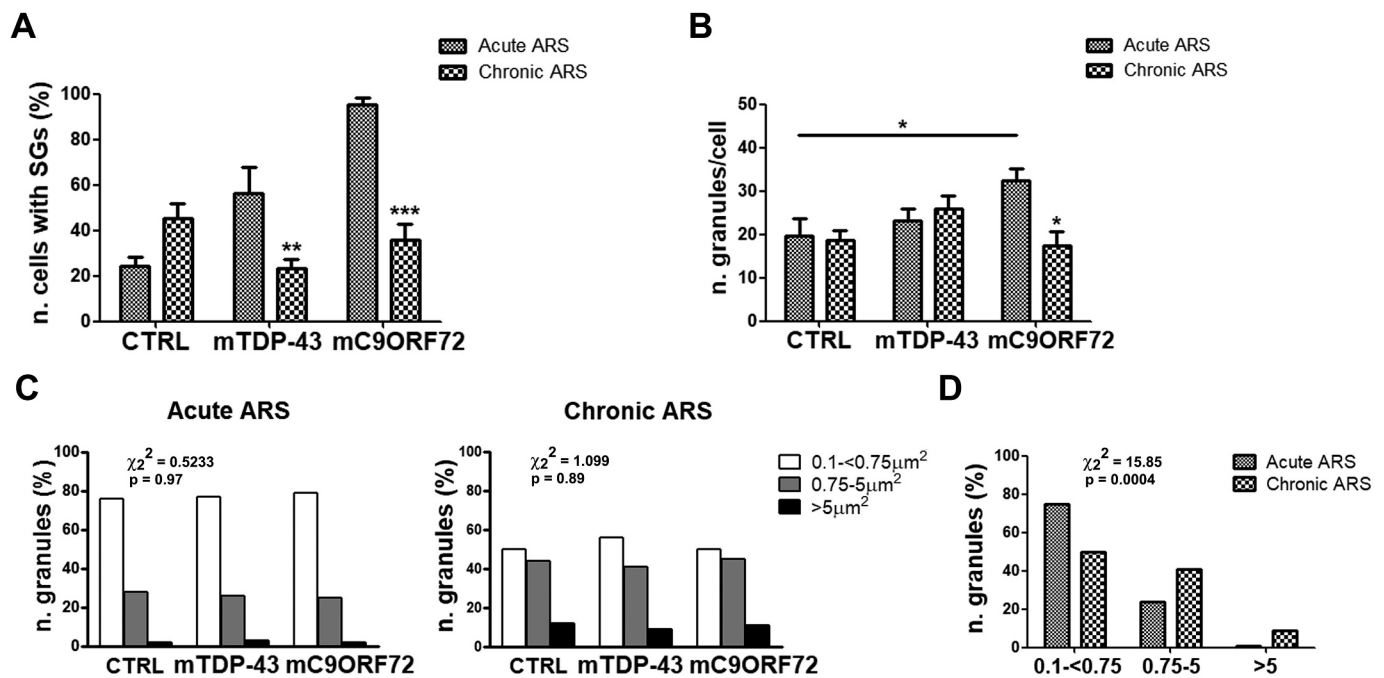 A
Acute ARS
Chronic ARS
n. cells with SGs (%)
100
80
60
40
20
0
**
***
CTRL mTDP-43 mC9ORF72
B
Acute ARS
Chronic ARS
n. granules/cell
50
40
30
20
10
0
*
*
CTRL mTDP-43 mC9ORF72
C
Acute ARS
n. granules (%)
100
80
60
40
20
0
χ2² = 0.5233
p = 0.97
CTRL mTDP-43 mC9ORF72
Chronic ARS
n. granules (%)
100
80
60
40
20
0
χ2² = 1.099
p = 0.89
CTRL mTDP-43 mC9ORF72
0.1-<0.75μm²
0.75-5μm²
>5μm²
D
n. granules (%)
100
80
60
40
20
0
χ2² = 15.85
p = 0.0004
Acute ARS
Chronic ARS
0.1-<0.75 0.75-5 >5